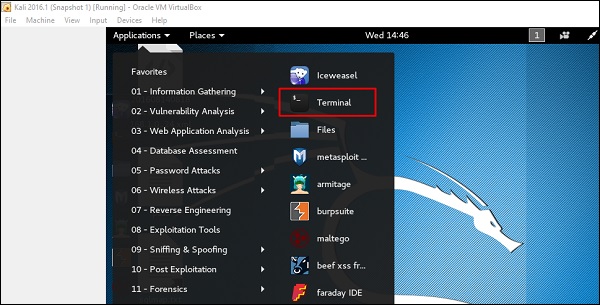 Kali 2016.1 (Snapshot 1) [Running] - Oracle VM VirtualBox
File Machine View Input Devices Help
Applications Places Wed 14:46 1
Favorites
01 - Information Gathering
02 - Vulnerability Analysis
03 - Web Application Analysis
04 - Database Assessment
05 - Password Attacks
06 - Wireless Attacks
07 - Reverse Engineering
08 - Exploitation Tools
09 - Sniffing & Spoofing
10 - Post Exploitation
11 - Forensics
Iceweasel
Terminal
Files
metasploit ...
armitage
burpsuite
maltego
beef xss fr...
faraday IDE